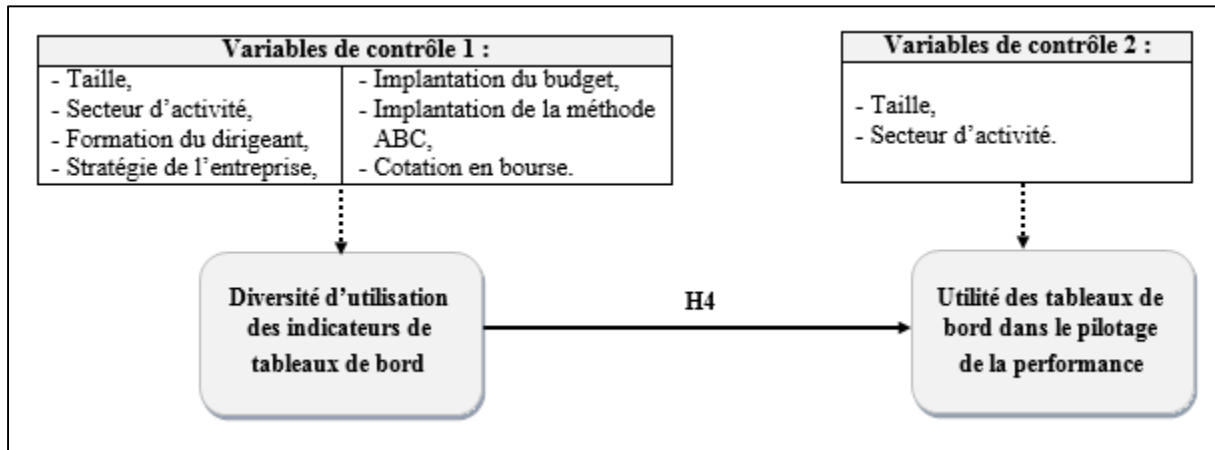 Variables de contrôle 1 :
- Taille,
- Secteur d'activité,
- Formation du dirigeant,
- Stratégie de l'entreprise,
- Implantation du budget,
- Implantation de la méthode
ABC,
- Cotation en bourse.
Variables de contrôle 2 :
- Taille,
- Secteur d'activité.
Diversité d'utilisation
des indicateurs de
tableaux de bord
H4
Utilité des tableaux de
bord dans le pilotage
de la performance